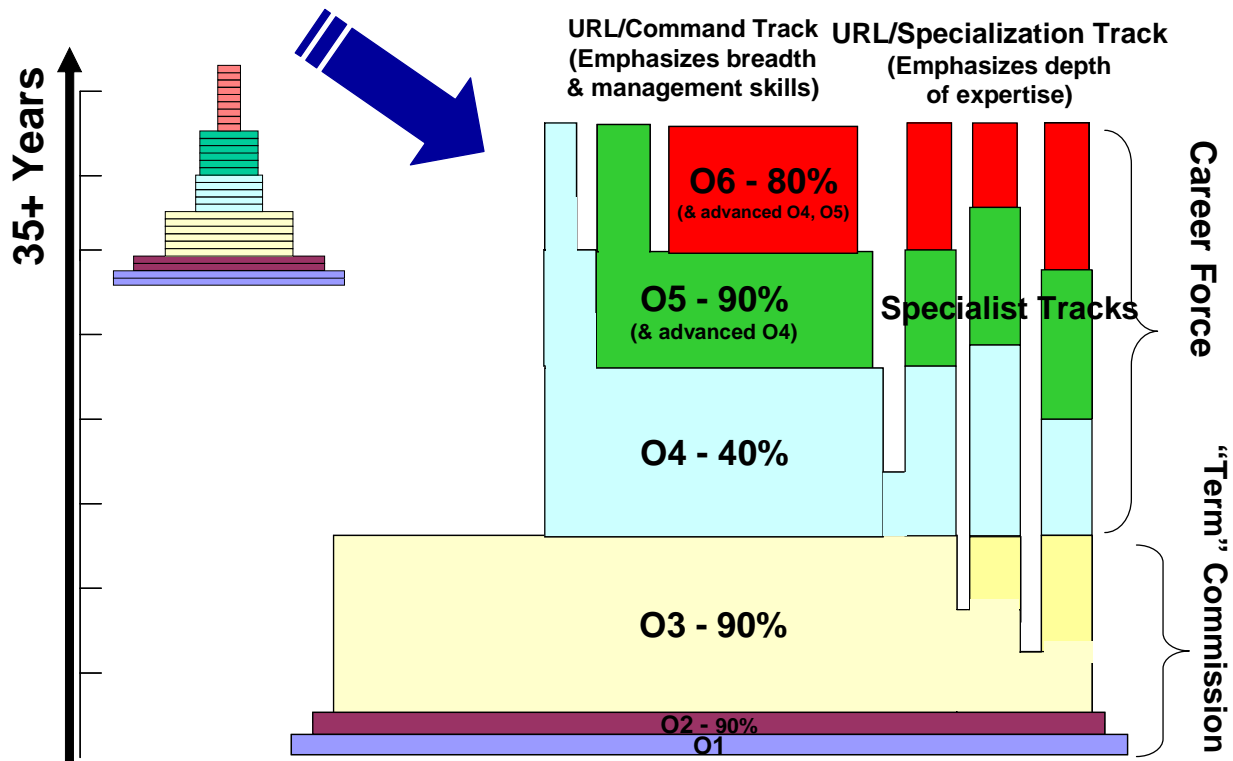 35+ Years
URL/Command Track
(Emphasizes breadth
& management skills)
URL/Specialization Track
(Emphasizes depth
of expertise)
O6 - 80%
(& advanced O4, O5)
O5 - 90%
(& advanced O4)
Specialist Tracks
O4 - 40%
O3 - 90%
O2 - 90%
O1
Career Force
“Term” Commission